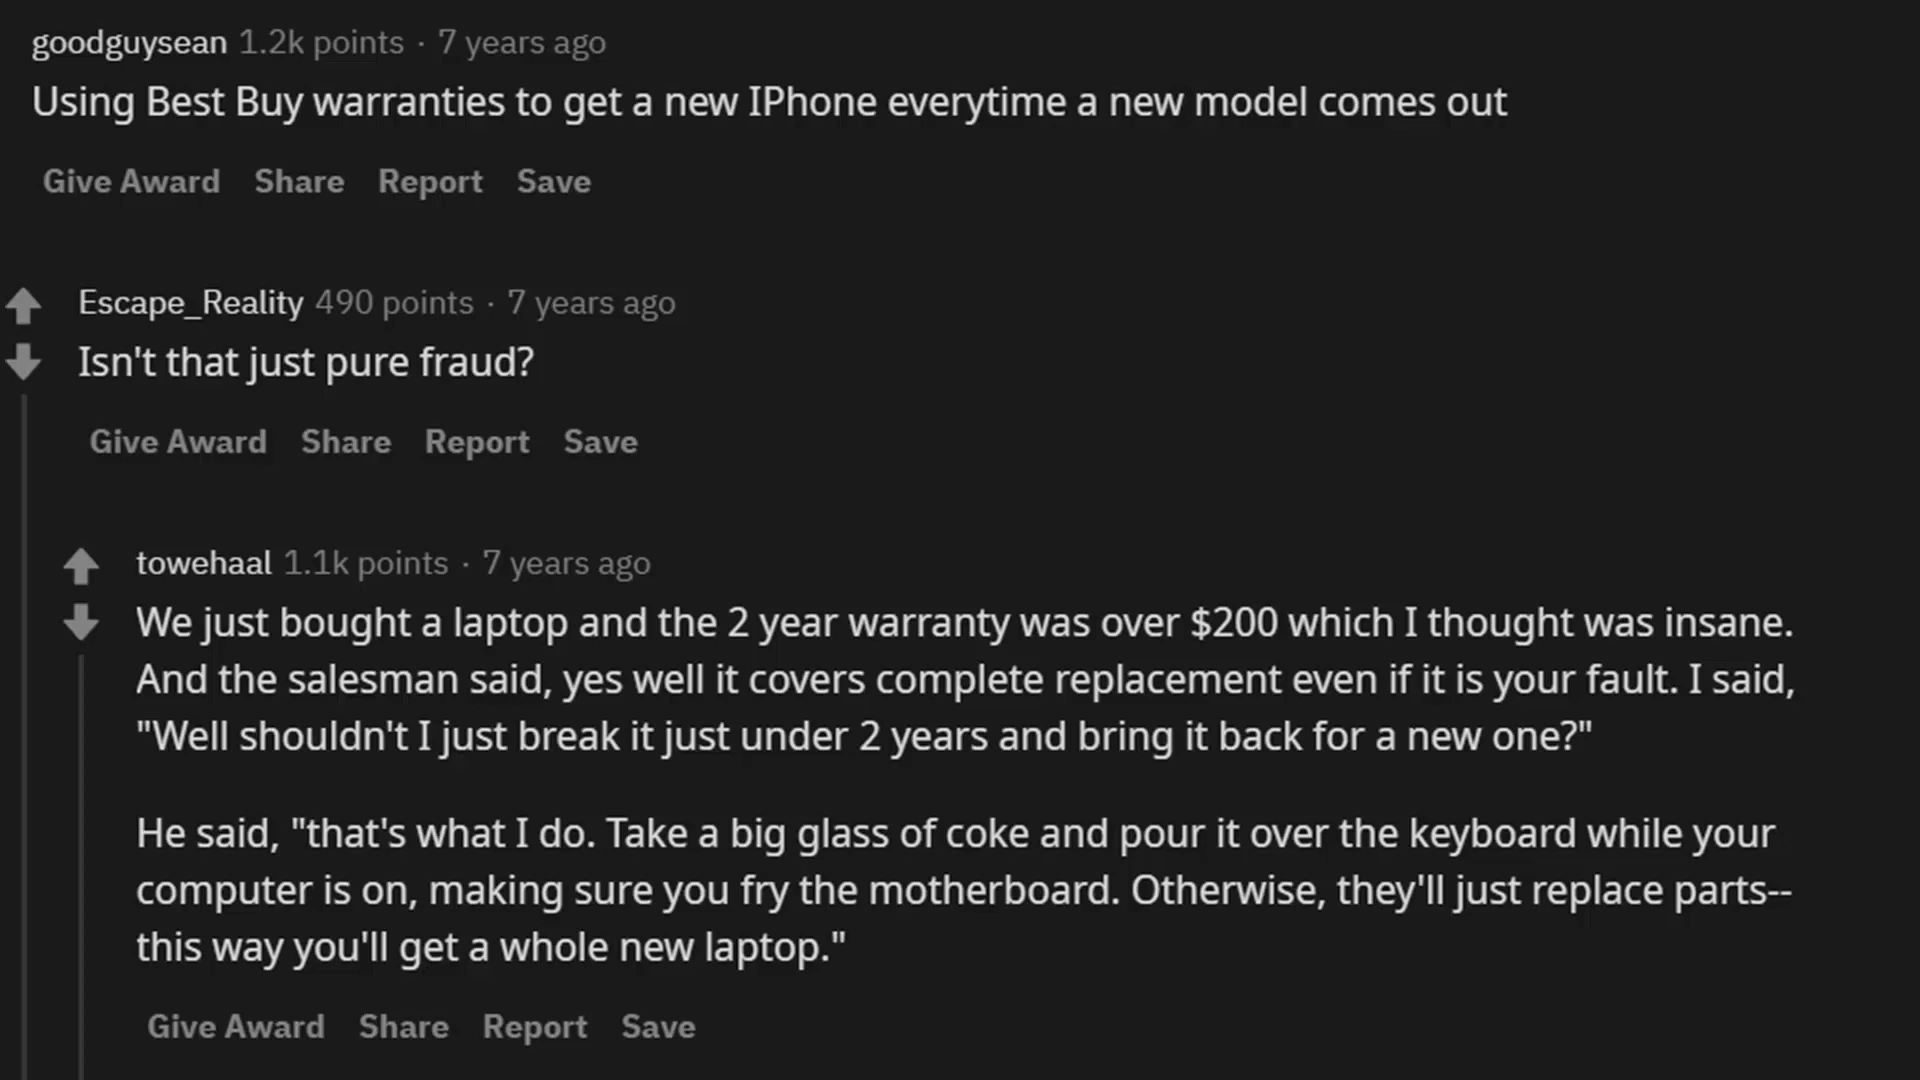 goodguysean 1.2k points · 7 years ago
Using Best Buy warranties to get a new IPhone everytime a new model comes out
Give Award Share Report Save
Escape_Reality 490 points · 7 years ago
Isn't that just pure fraud?
Give Award Share Report Save
towehaal 1.1k points · 7 years ago
We just bought a laptop and the 2 year warranty was over $200 which I thought was insane.
And the salesman said, yes well it covers complete replacement even if it is your fault. I said,
"Well shouldn't I just break it just under 2 years and bring it back for a new one?"
He said, "that's what I do. Take a big glass of coke and pour it over the keyboard while your
computer is on, making sure you fry the motherboard. Otherwise, they'll just replace parts--
this way you'll get a whole new laptop."
Give Award Share Report Save